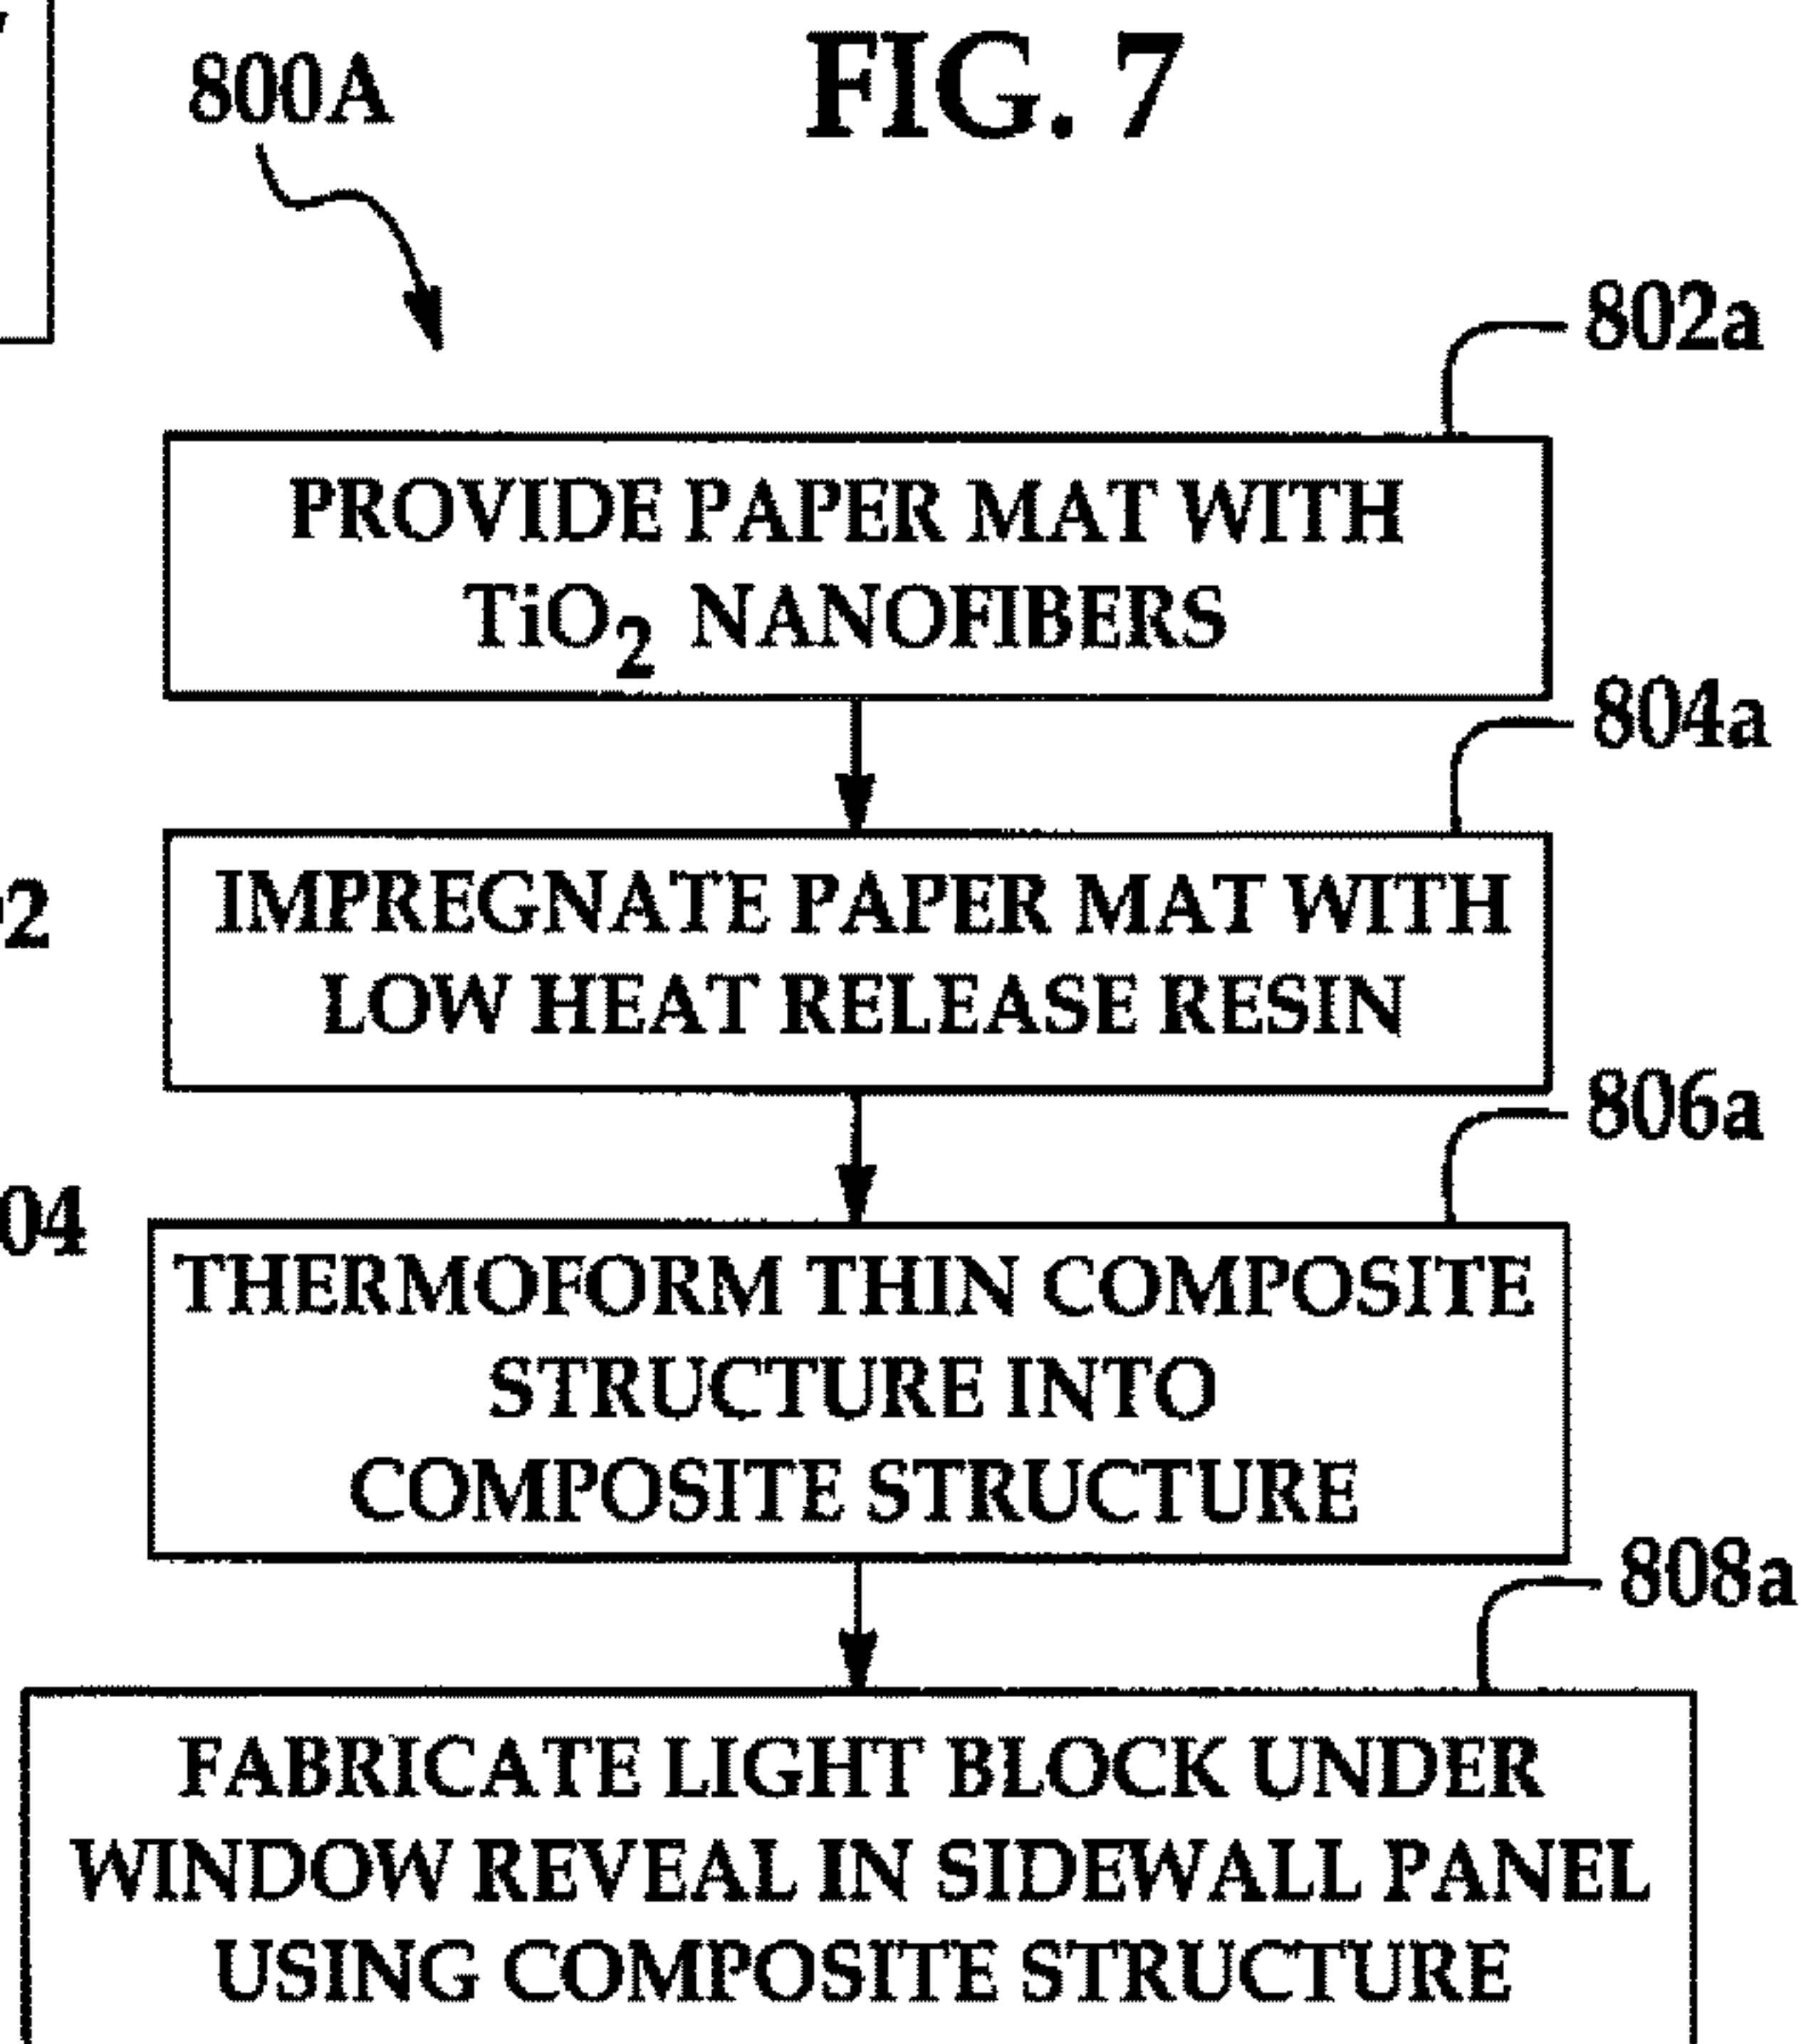 FIG. 7
800A
802a
PROVIDE PAPER MAT WITH
TiO₂ NANOFIBERS
804a
IMPREGNATE PAPER MAT WITH
LOW HEAT RELEASE RESIN
806a
THERMOFORM THIN COMPOSITE
STRUCTURE INTO
COMPOSITE STRUCTURE
808a
FABRICATE LIGHT BLOCK UNDER
WINDOW REVEAL IN SIDEWALL PANEL
USING COMPOSITE STRUCTURE